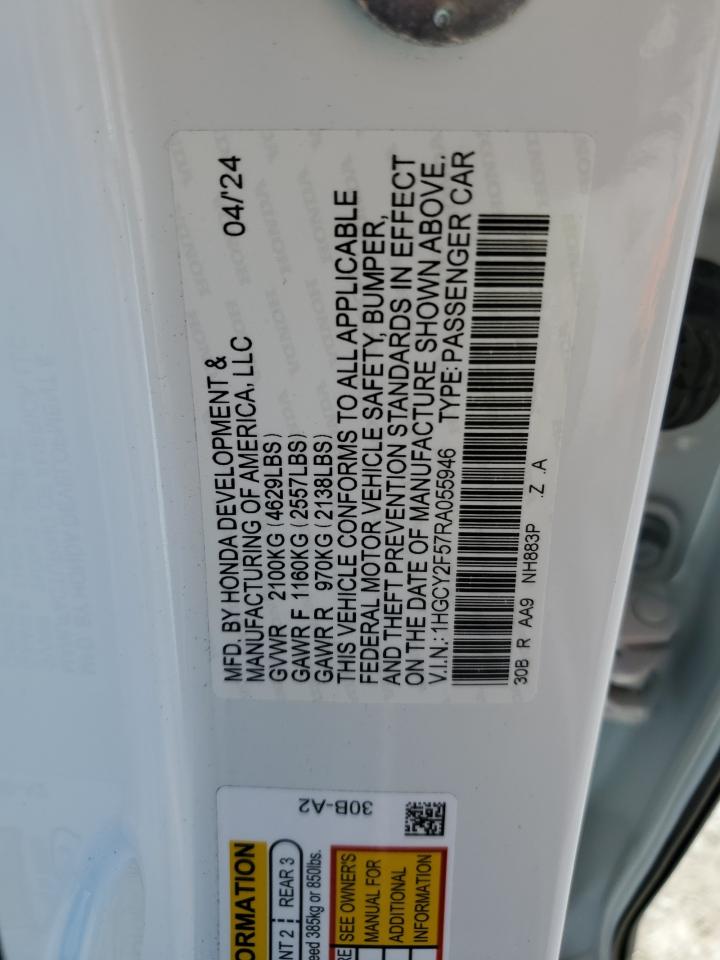 MFD. BY HONDA DEVELOPMENT & 04/'24
MANUFACTURING OF AMERICA, LLC
GVWR 2100KG (4629LBS)
GAWR F 1160KG (2557LBS)
GAWR R 970KG (2138LBS)
THIS VEHICLE CONFORMS TO ALL APPLICABLE
FEDERAL MOTOR VEHICLE SAFETY, BUMPER,
AND THEFT PREVENTION STANDARDS IN EFFECT
ON THE DATE OF MANUFACTURE SHOWN ABOVE.
V.I.N.: 1HGCY2F57RA055946 TYPE: PASSENGER CAR
30B R AA9 NH883P .Z .A
HONDA
30B-A2
ORMATION
NT 2 REAR 3
eed 385kg or 850lbs.
RE SEE OWNER'S
MANUAL FOR
ADDITIONAL
INFORMATION